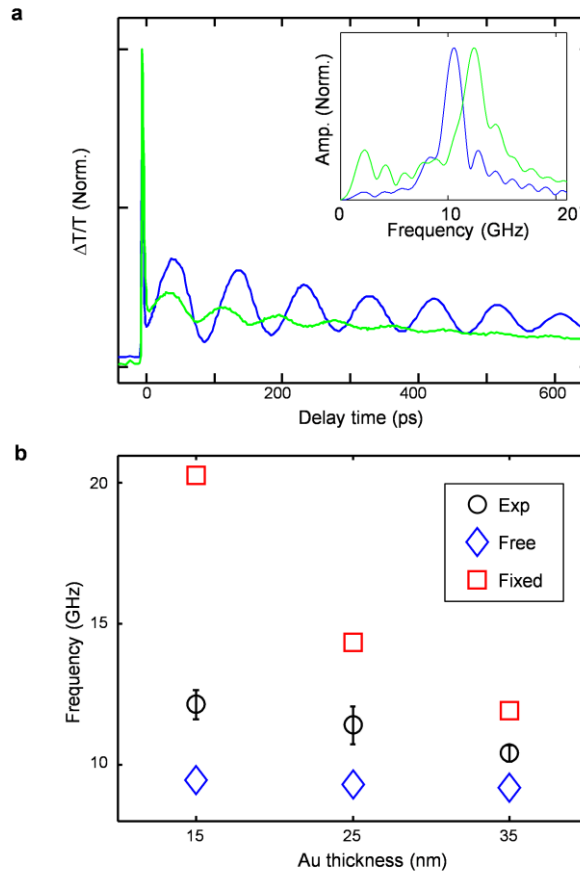 a
ΔT/T (Norm.)
Amp. (Norm.)
0 10 20
Frequency (GHz)
0 200 400 600
Delay time (ps)
b
Frequency (GHz)
20
15
10
Exp
Free
Fixed
15 25 35
Au thickness (nm)